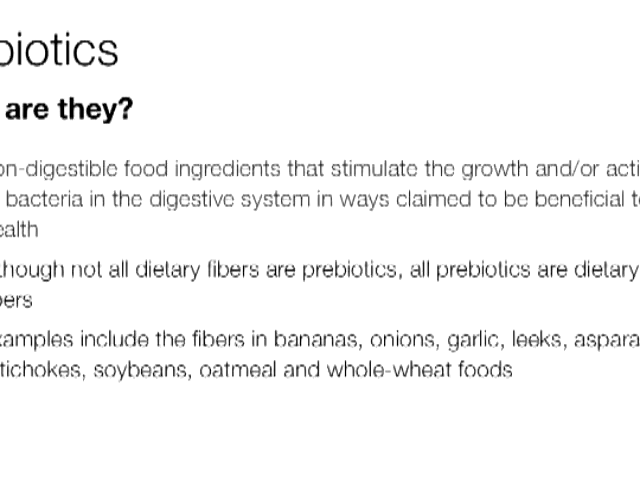 biotics
are they?
on-digestible food ingredients that stimulate the growth and/or acti
bacteria in the digestive system in ways claimed to be beneficial t
ealth
though not all dietary fibers are prebiotics, all prebiotics are dietary
bers
xamples include the fibers in bananas, onions, garlic, leeks, aspara
tichokes, soybeans, oatmeal and whole-wheat foods